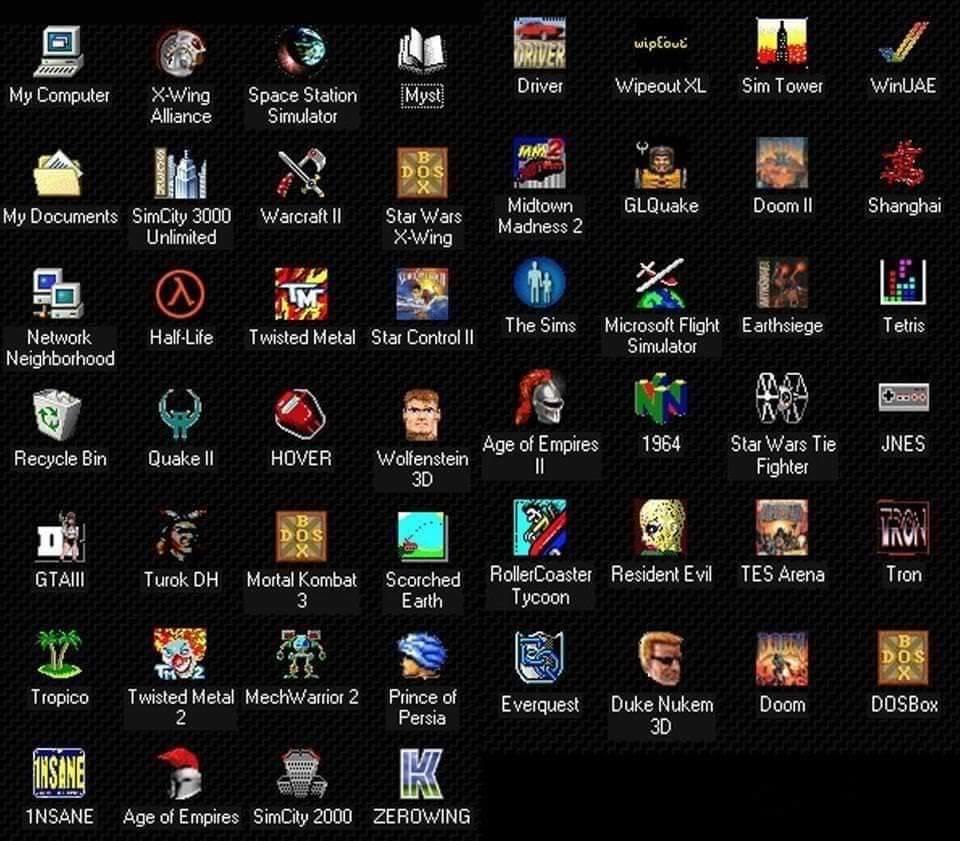 My Computer
X-Wing
Alliance
Space Station
Simulator
Myst
DRIVER
Driver
wipEout
Wipeout XL
Sim Tower
WinUAE
My Documents
SimCity 3000
Unlimited
Warcraft II
BOX
DOS
Star Wars
X-Wing
MM2
Midtown
Madness 2
GLQuake
Doom II
Shanghai
Network
Neighborhood
Half-Life
TM
Twisted Metal
Star Control II
The Sims
Microsoft Flight
Simulator
Earthsiege
Tetris
Recycle Bin
Quake II
HOVER
Wolfenstein
3D
Age of Empires
II
1964
Star Wars Tie
Fighter
JNES
D
GTAIII
Turok DH
BOX
DOS
Mortal Kombat
3
Scorched
Earth
RollerCoaster
Tycoon
Resident Evil
TES Arena
TRON
Tron
Tropico
TM 2
Twisted Metal
2
MechWarrior 2
Prince of
Persia
Everquest
Duke Nukem
3D
DOOM
Doom
BOX
DOS
DOSBox
1NSANE
1NSANE
Age of Empires
SimCity 2000
K
ZEROWING